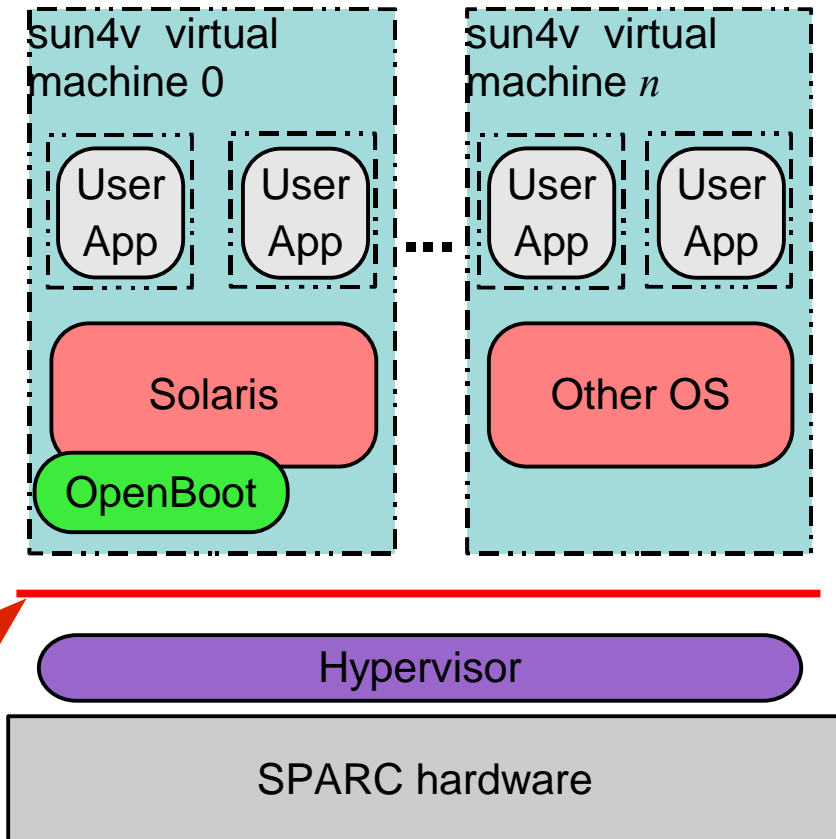 sun4v virtual
machine 0
sun4v virtual
machine n
User
App
User
App
...
User
App
User
App
Solaris
Other OS
OpenBoot
Hypervisor
SPARC hardware